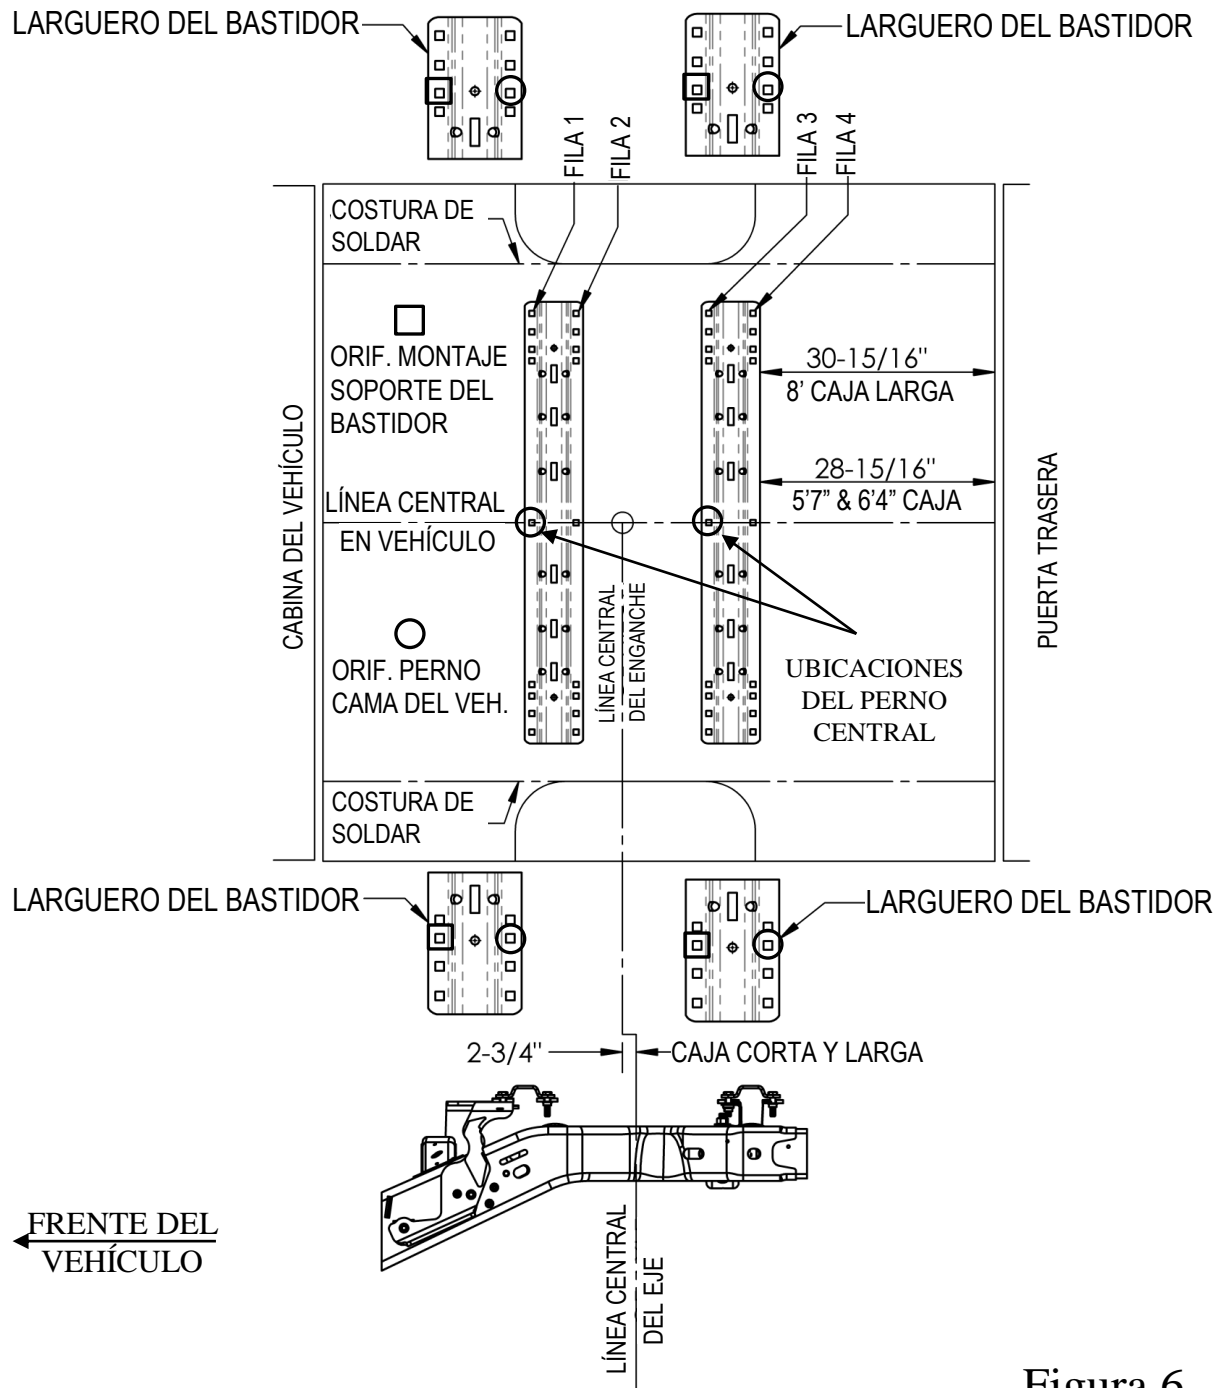 LARGUERO DEL BASTIDOR
LARGUERO DEL BASTIDOR
FILA 1
FILA 2
FILA 3
FILA 4
COSTURA DE
SOLDAR
ORIF. MONTAJE
SOPORTE DEL
BASTIDOR
30-15/16"
8' CAJA LARGA
28-15/16"
5'7" & 6'4" CAJA
CABINA DEL VEHÍCULO
LÍNEA CENTRAL
EN VEHÍCULO
PUERTA TRASERA
LÍNEA CENTRAL
DEL ENGANCHE
ORIF. PERNO
CAMA DEL VEH.
UBICACIONES
DEL PERNO
CENTRAL
COSTURA DE
SOLDAR
LARGUERO DEL BASTIDOR
LARGUERO DEL BASTIDOR
2-3/4"
CAJA CORTA Y LARGA
FRENTE DEL
VEHÍCULO
LÍNEA CENTRAL
DEL EJE
Figura 6